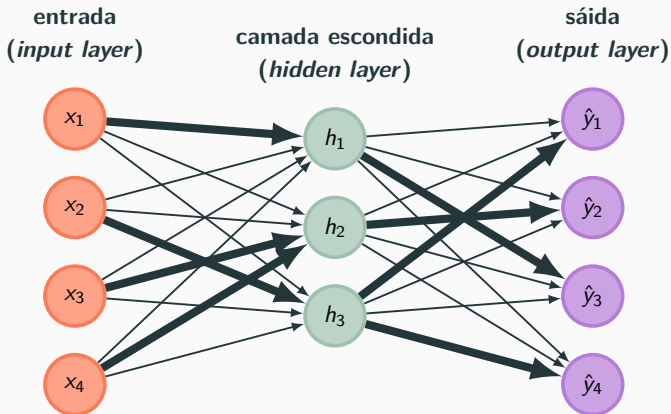 entrada
(input layer)
camada escondida
(hidden layer)
sáida
(output layer)
x₁
x₂
x₃
x₄
h₁
h₂
h₃
ŷ₁
ŷ₂
ŷ₃
ŷ₄